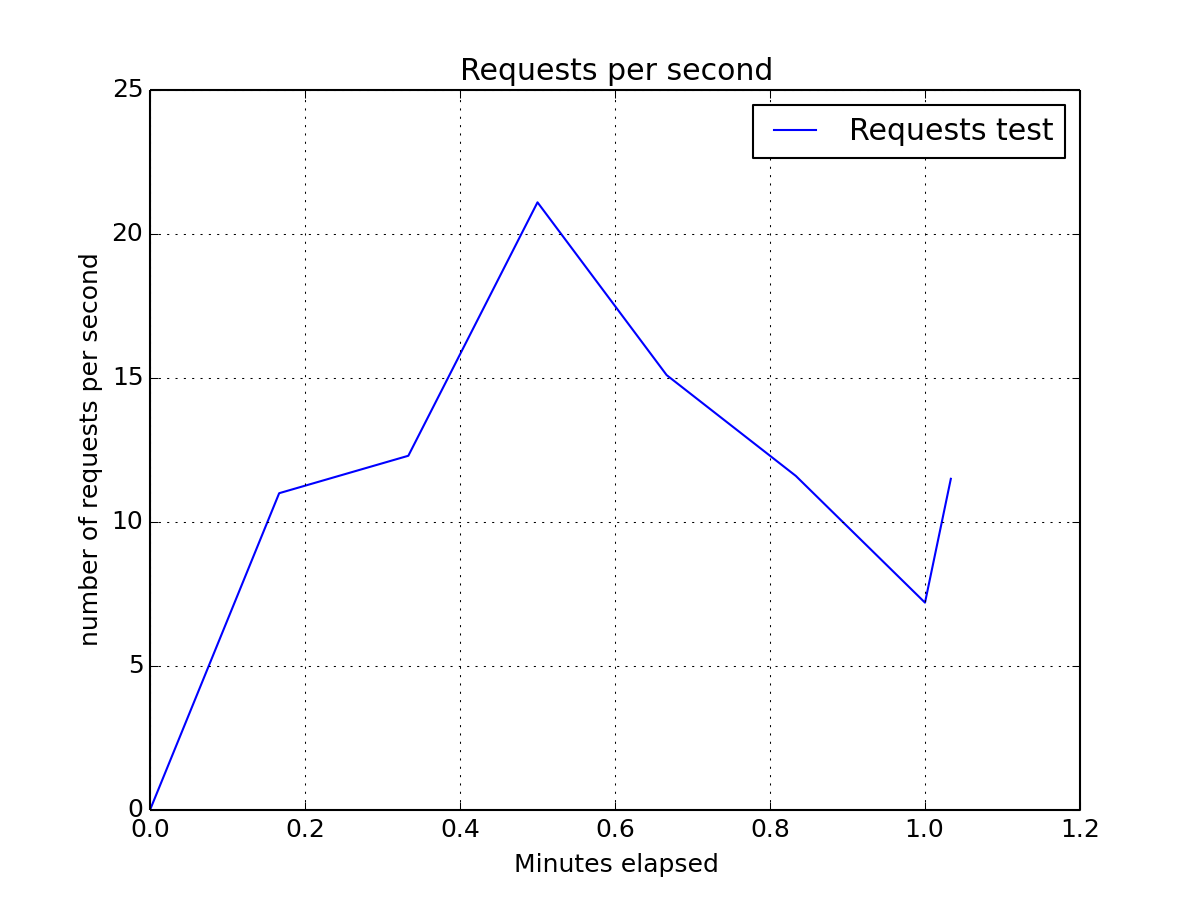 Requests per second
Requests test
number of requests per second
25
20
15
10
5
0
0.0 0.2 0.4 0.6 0.8 1.0 1.2
Minutes elapsed